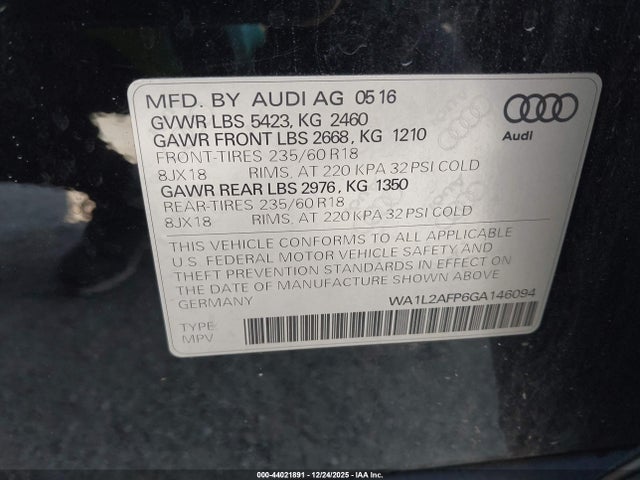 MFD. BY AUDI AG 05 16
GVWR LBS 5423, KG 2460
GAWR FRONT LBS 2668, KG 1210
FRONT-TIRES 235/60 R18
8JX18 RIMS, AT 220 KPA 32 PSI COLD
GAWR REAR LBS 2976, KG 1350
REAR-TIRES 235/60 R18
8JX18 RIMS, AT 220 KPA 32 PSI COLD
THIS VEHICLE CONFORMS TO ALL APPLICABLE
U.S. FEDERAL MOTOR VEHICLE SAFETY AND
THEFT PREVENTION STANDARDS IN EFFECT ON
THE DATE OF MANUFACTURE SHOWN ABOVE
GERMANY WA1L2AFP6GA146094
TYPE:
MPV
Audi
000-44021891 - 12/24/2025 - IAA Inc.